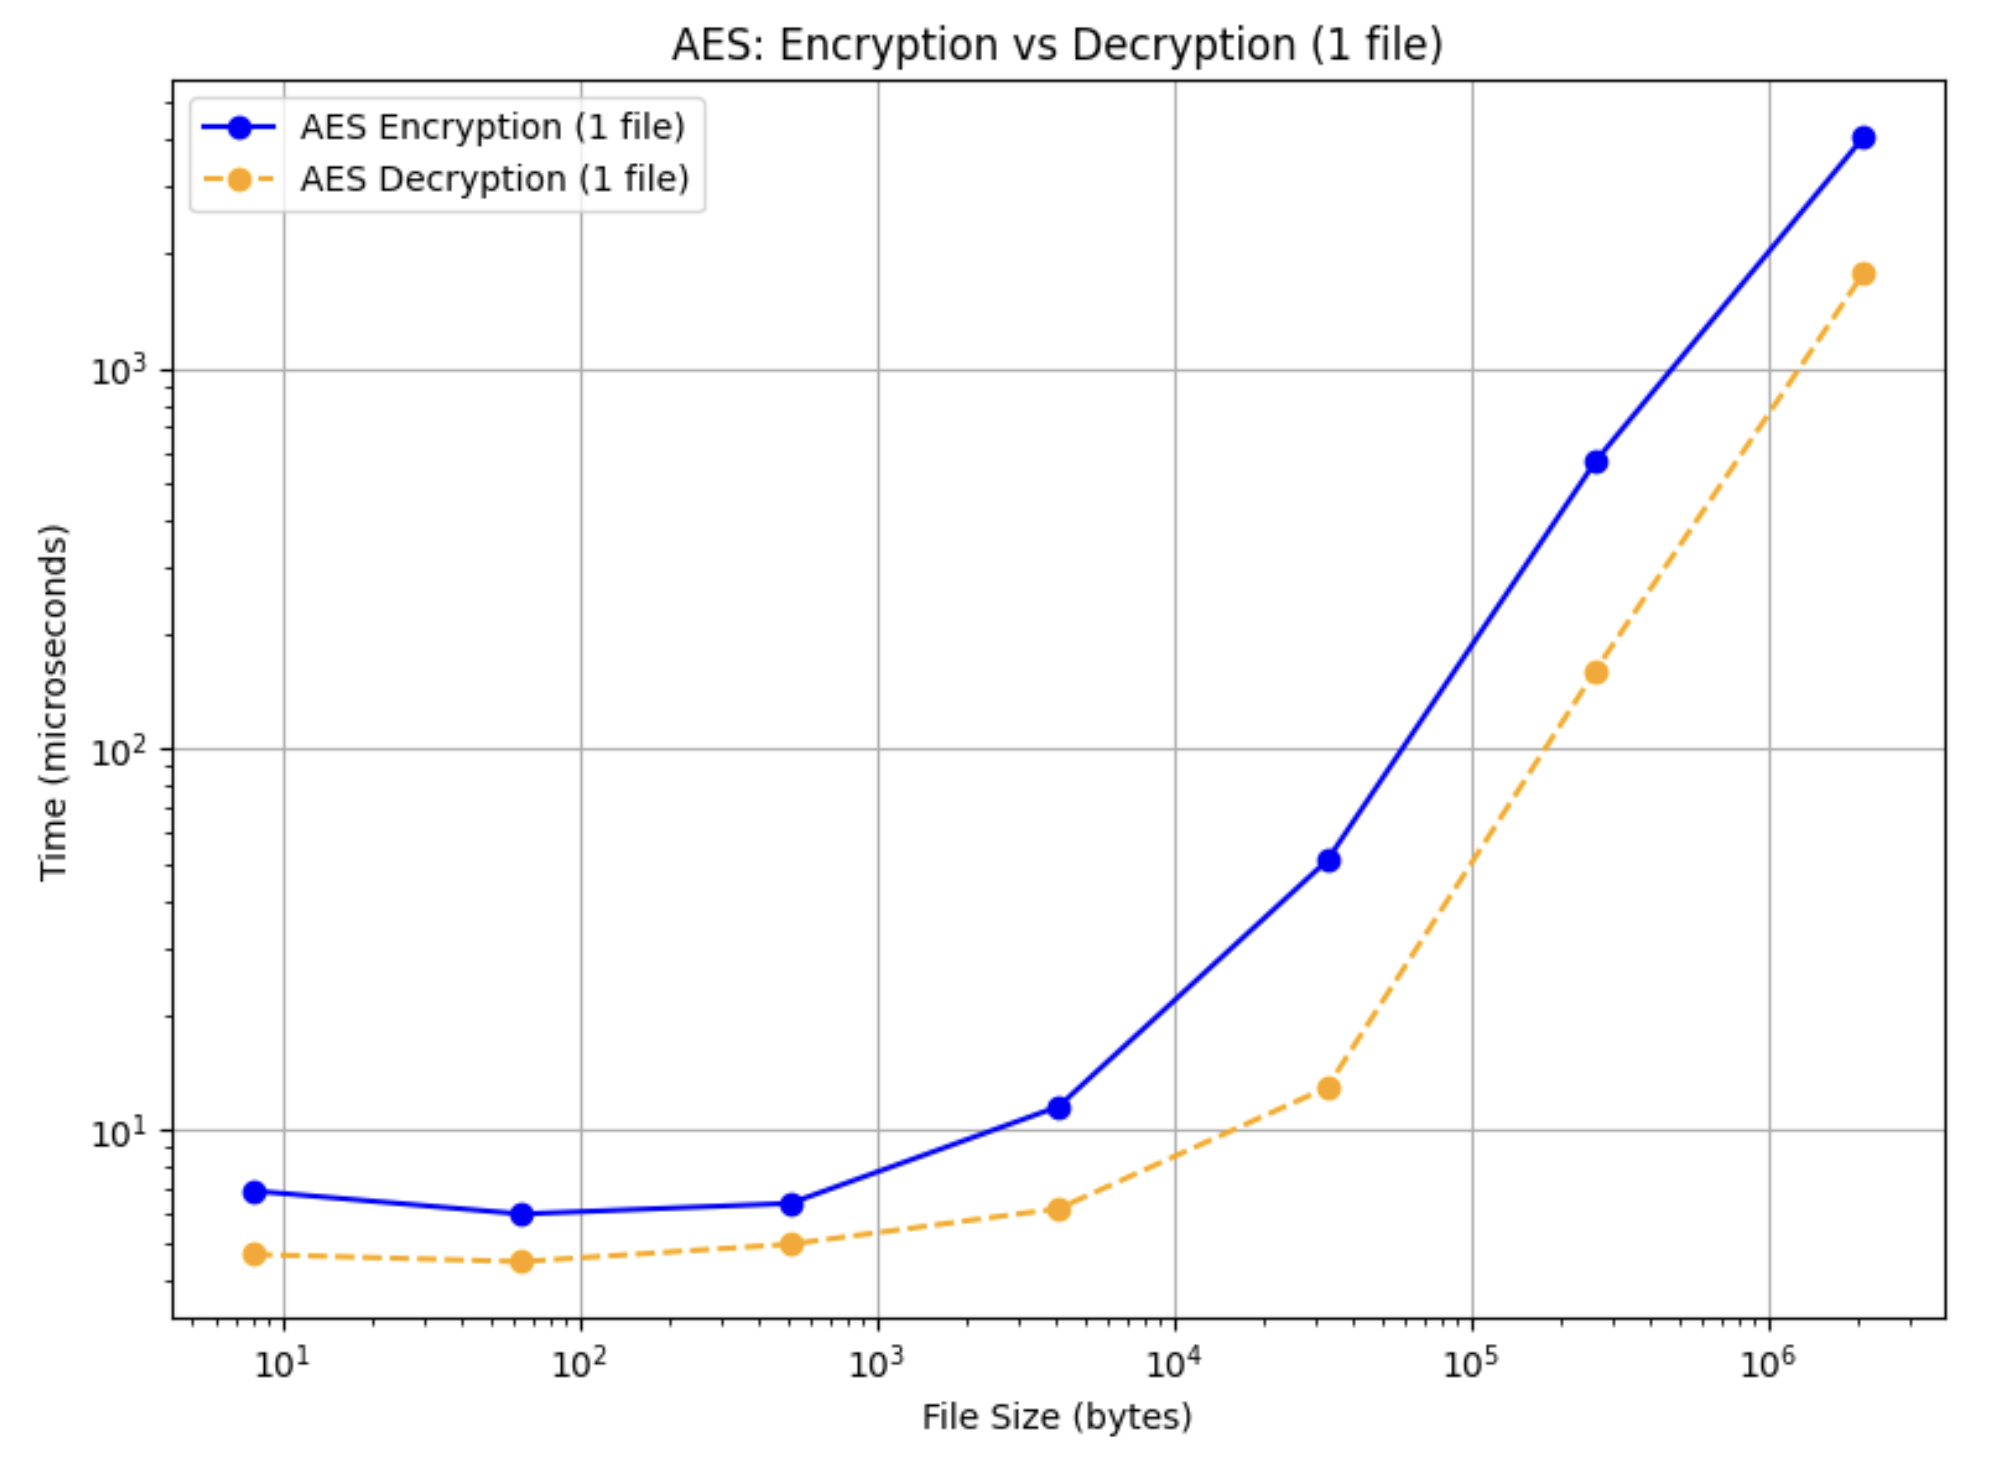 AES: Encryption vs Decryption (1 file)
AES Encryption (1 file)
AES Decryption (1 file)
Time (microseconds)
10³
10²
10¹
10¹ 10² 10³ 10⁴ 10⁵ 10⁶
File Size (bytes)